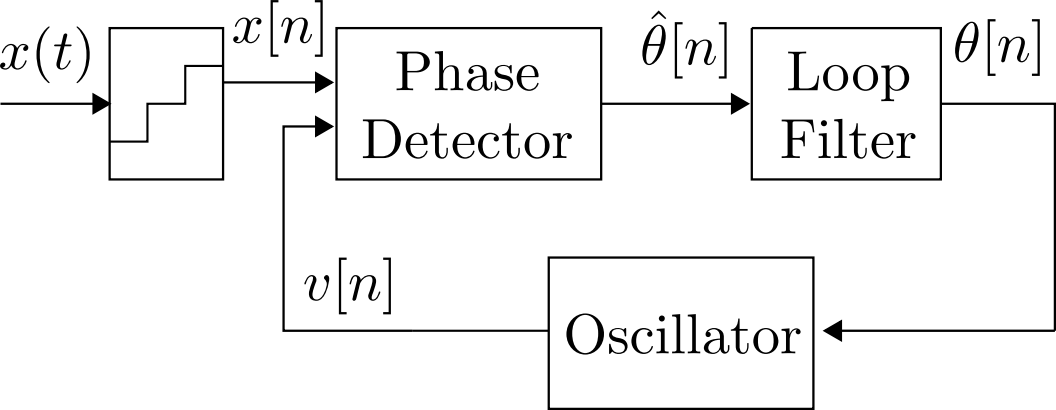 x(t)
x[n]
Phase
Detector
θ̂[n]
Loop
Filter
θ[n]
v[n]
Oscillator